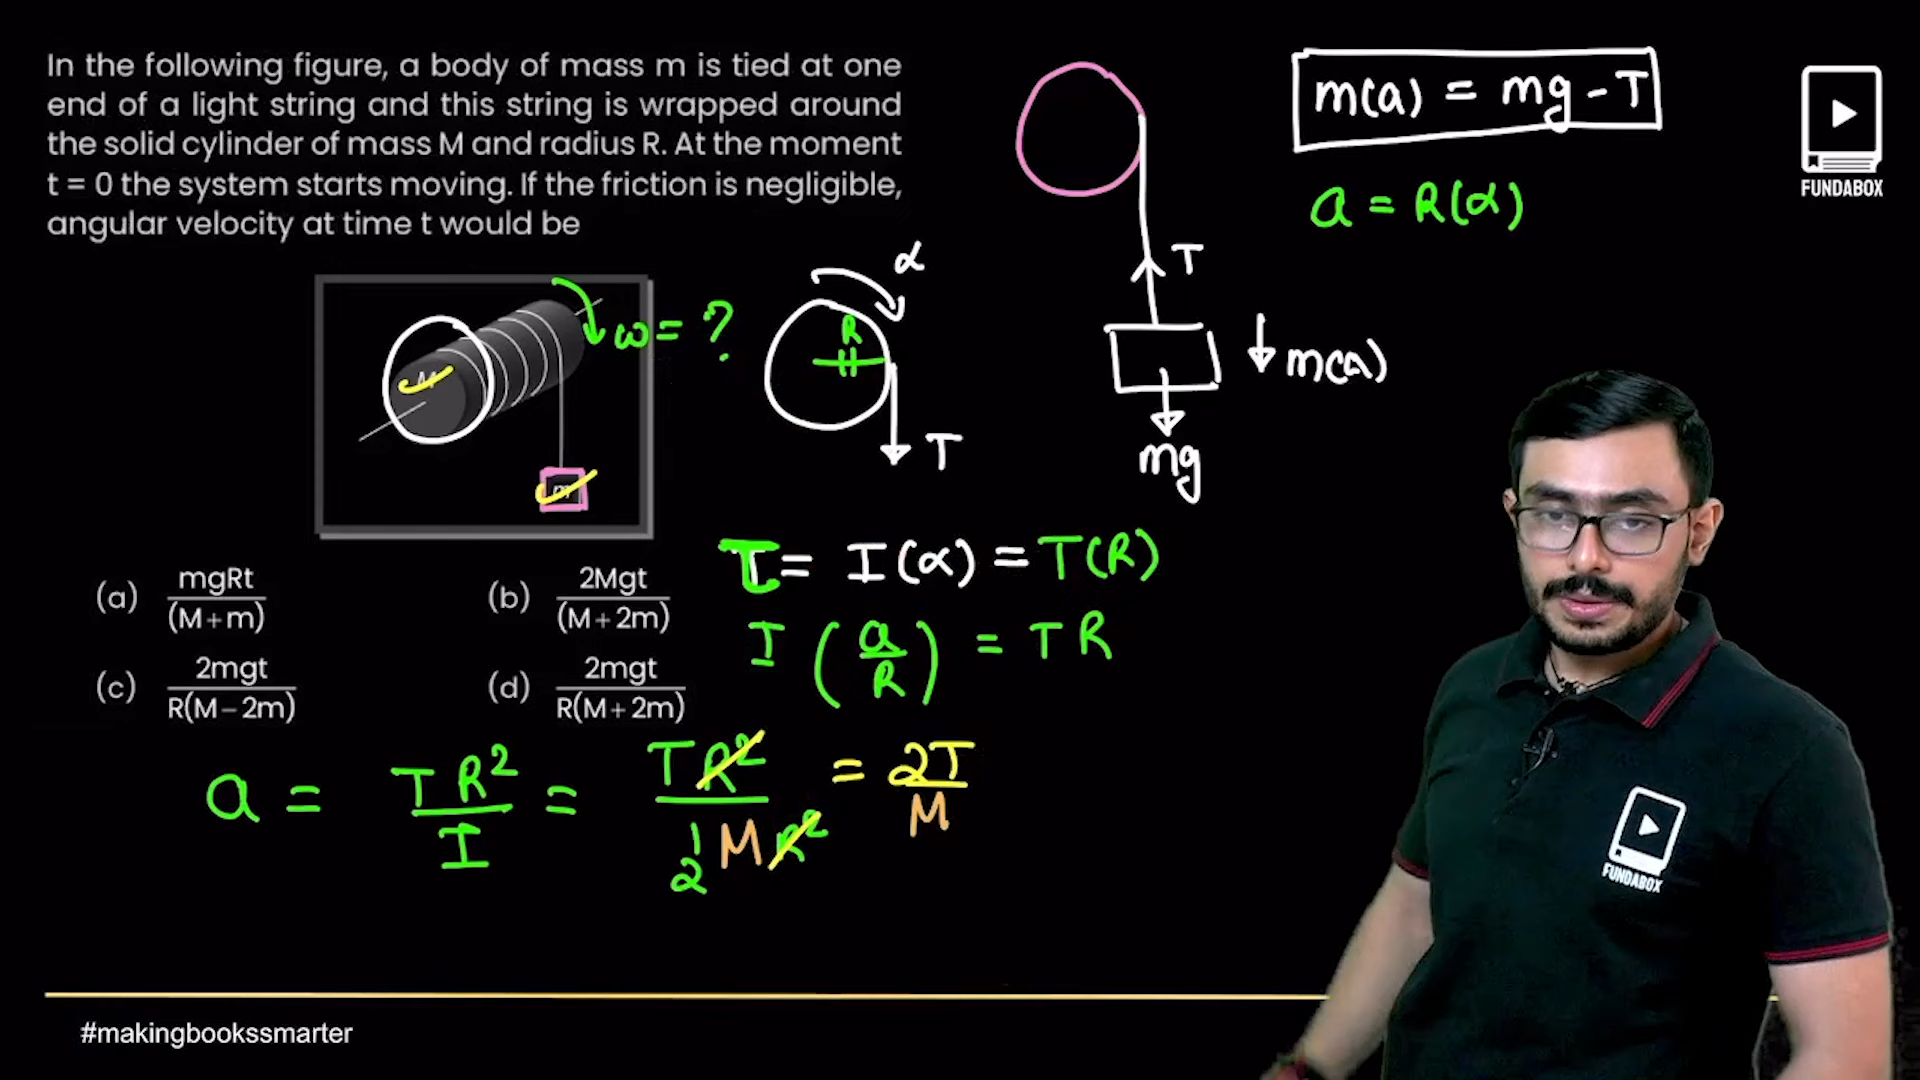 In the following figure, a body of mass m is tied at one
end of a light string and this string is wrapped around
the solid cylinder of mass M and radius R. At the moment
t = 0 the system starts moving. If the friction is negligible,
angular velocity at time t would be
m(a) = mg - T
a = R(α)
FUNDABOX
α
R
T
ω = ?
M
m
T
m(a)
mg
τ = I(α) = T(R)
I (a/R) = TR
(a) mgRt/(M+m)
(b) 2Mgt/(M+2m)
(c) 2mgt/R(M−2m)
(d) 2mgt/R(M+2m)
a = TR²/I = TR²/½MR² = 2T/M
FUNDABOX
#makingbookssmarter